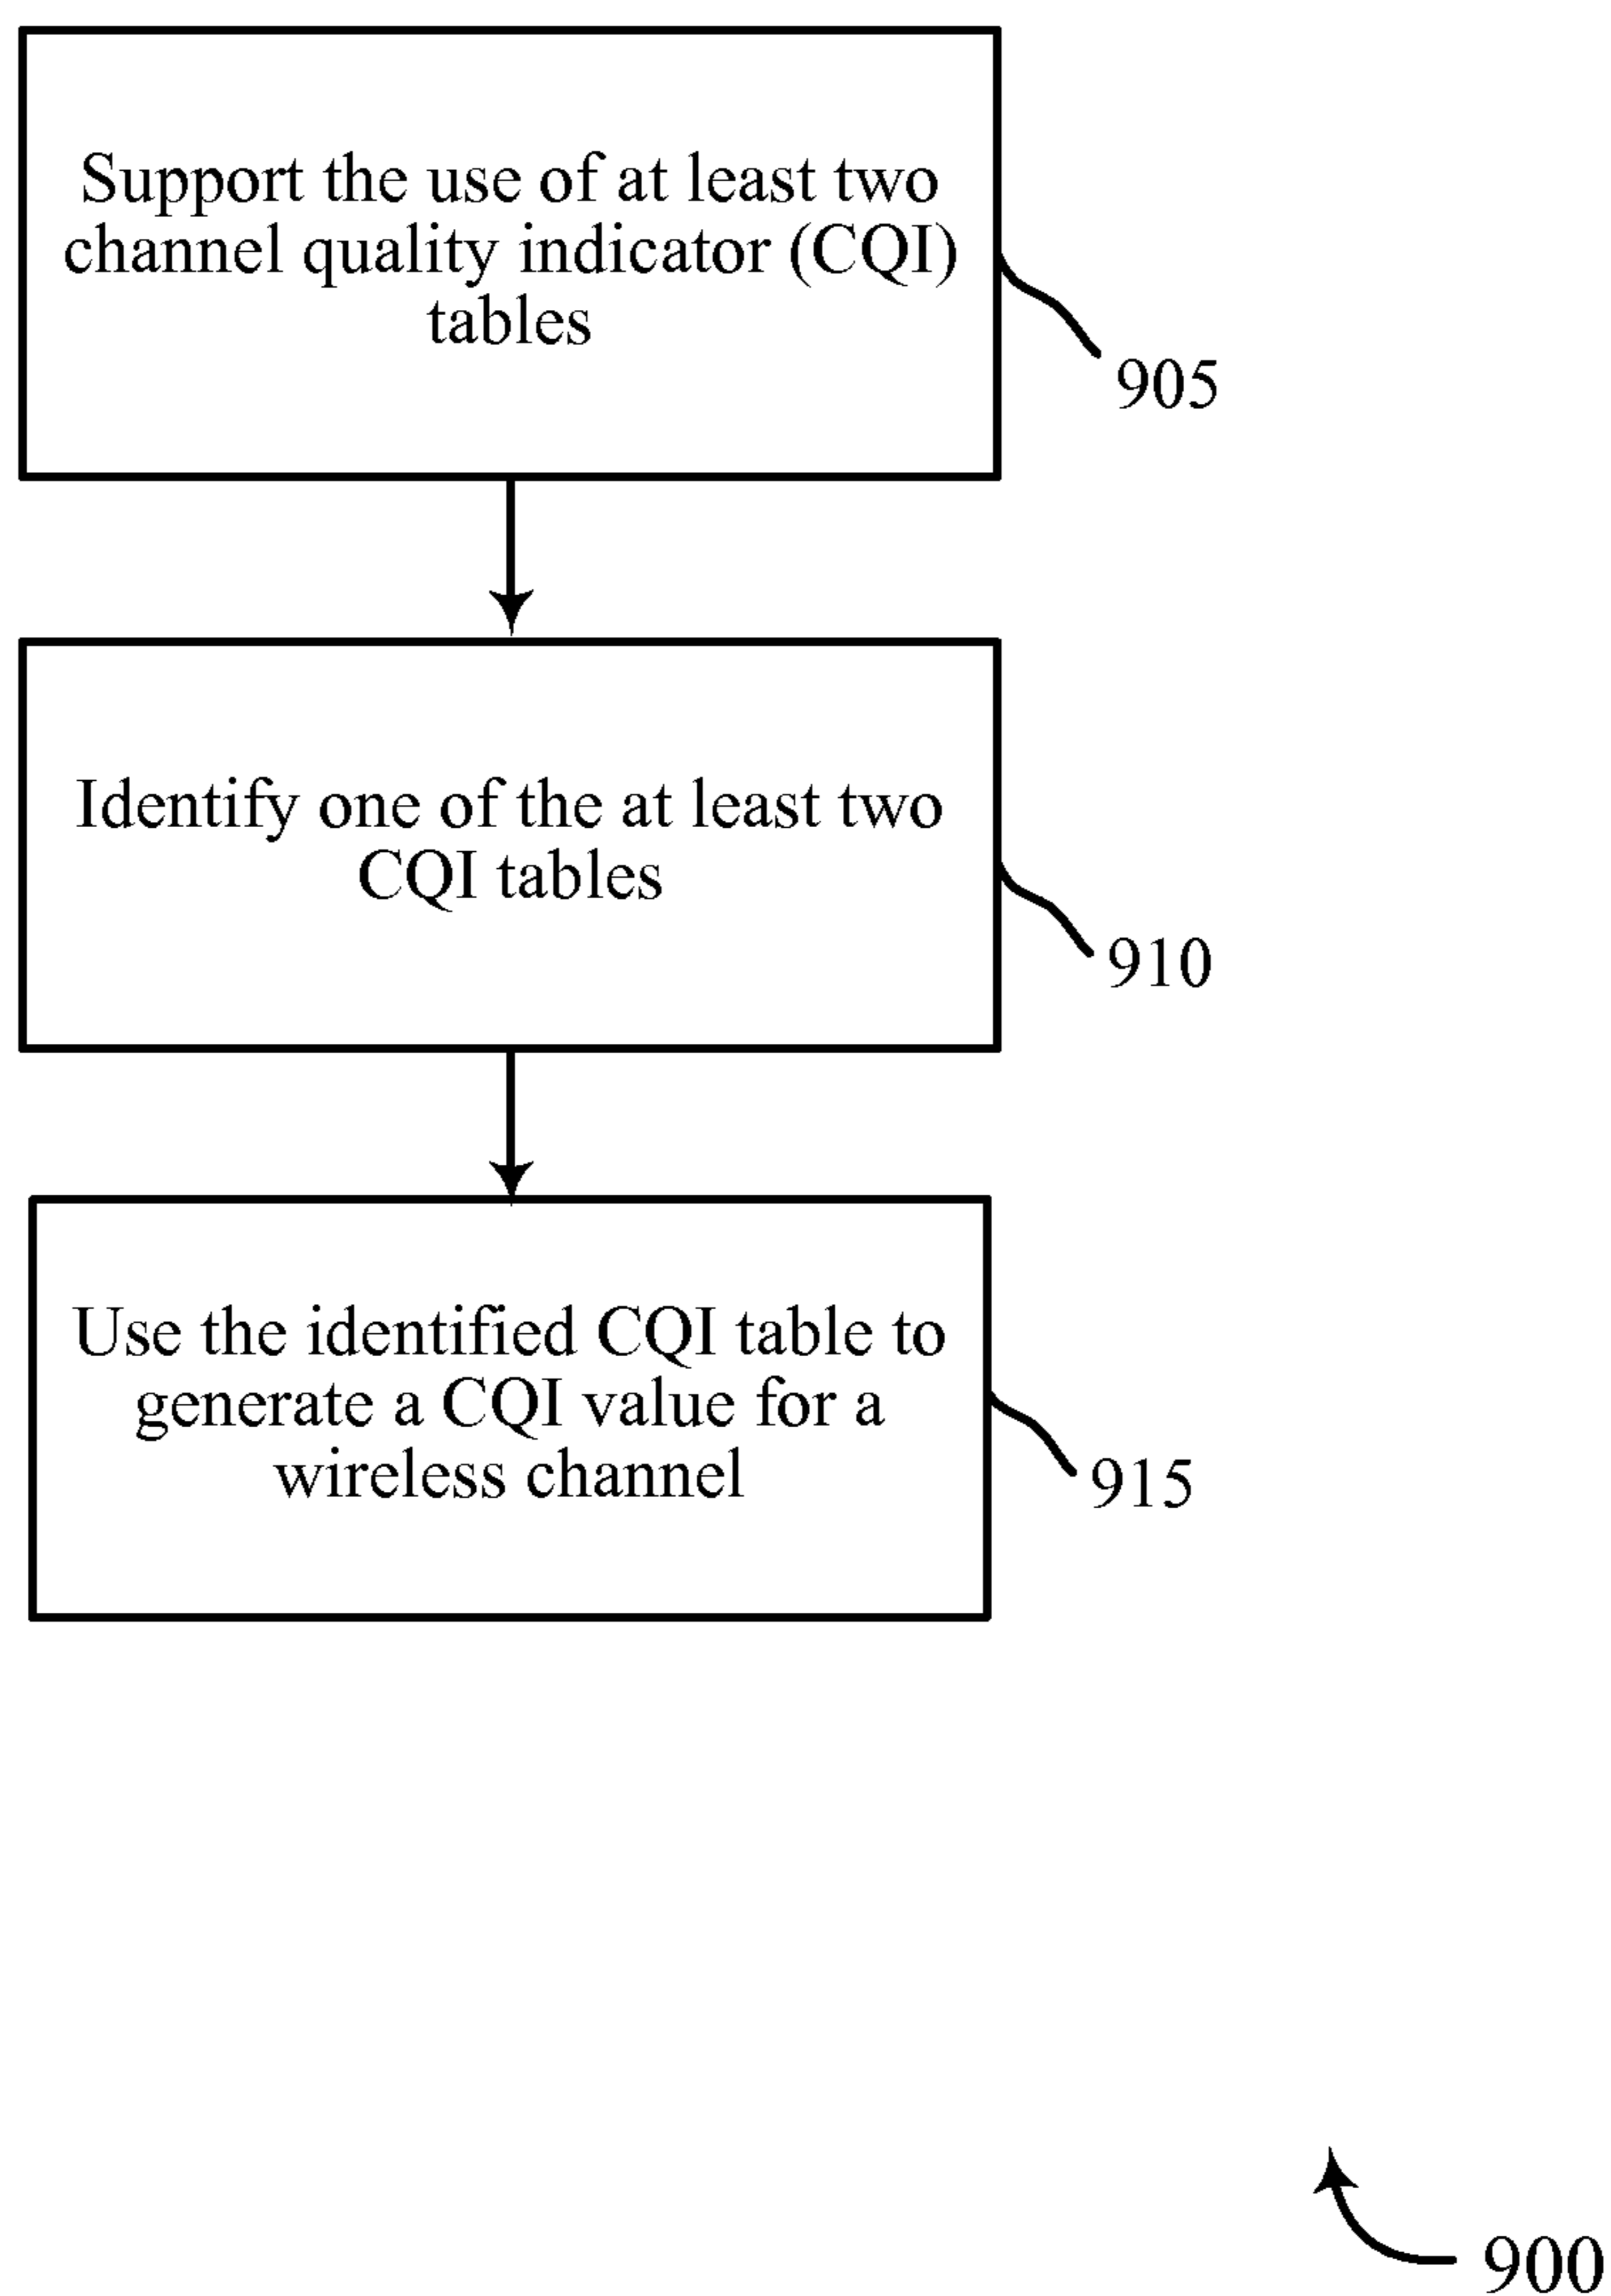 Support the use of at least two
channel quality indicator (CQI)
tables
905
Identify one of the at least two
CQI tables
910
Use the identified CQI table to
generate a CQI value for a
wireless channel
915
900